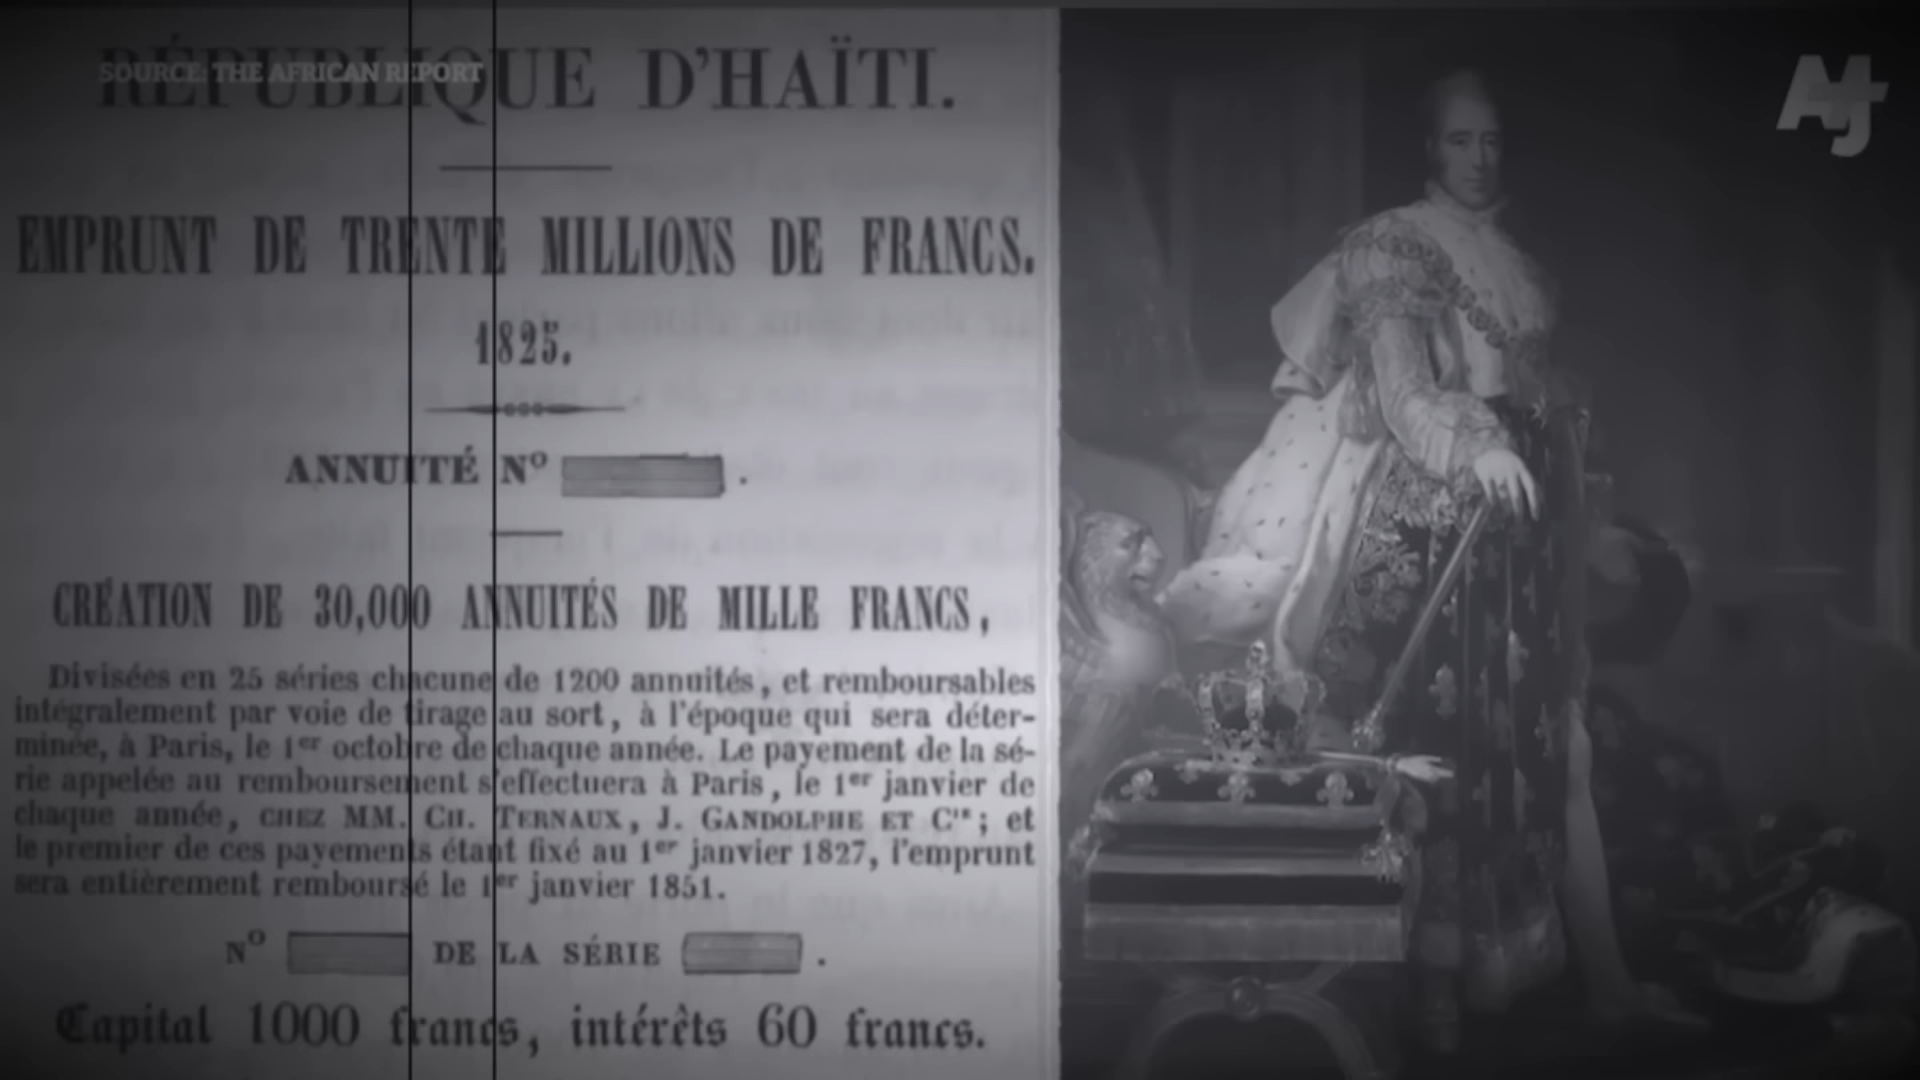 RÉPUBLIQUE D'HAÏTI.
SOURCE: THE AFRICAN REPORT
AJ+
EMPRUNT DE TRENTE MILLIONS DE FRANCS.
1825.
ANNUITÉ Nº .
CRÉATION DE 30,000 ANNUITÉS DE MILLE FRANCS,
Divisées en 25 séries chacune de 1200 annuités, et remboursables
intégralement par voie de tirage au sort, à l'époque qui sera déter-
minée, à Paris, le 1er octobre de chaque année. Le payement de la sé-
rie appelée au remboursement s'effectuera à Paris, le 1er janvier de
chaque année, CHEZ MM. CH. TERNAUX, J. GANDOLPHE ET Cie; et
le premier de ces payements étant fixé au 1er janvier 1827, l'emprunt
sera entièrement remboursé le 1er janvier 1851.
Nº DE LA SÉRIE .
Capital 1000 francs, intérêts 60 francs.